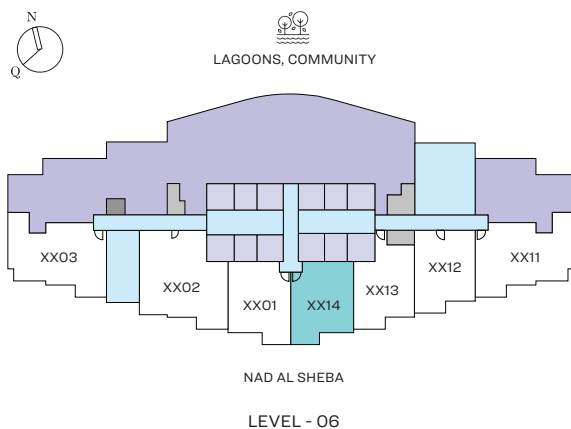 N
Q
LAGOONS, COMMUNITY
XX03
XX02
XX01
XX14
XX13
XX12
XX11
NAD AL SHEBA
LEVEL - 06